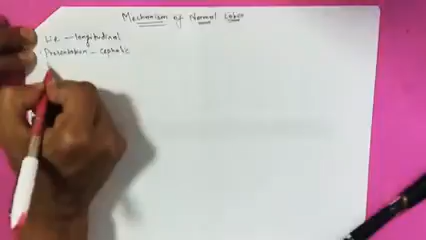 Mechanism of Normal Labor
Lie - longitudinal
Presentation - cephalic